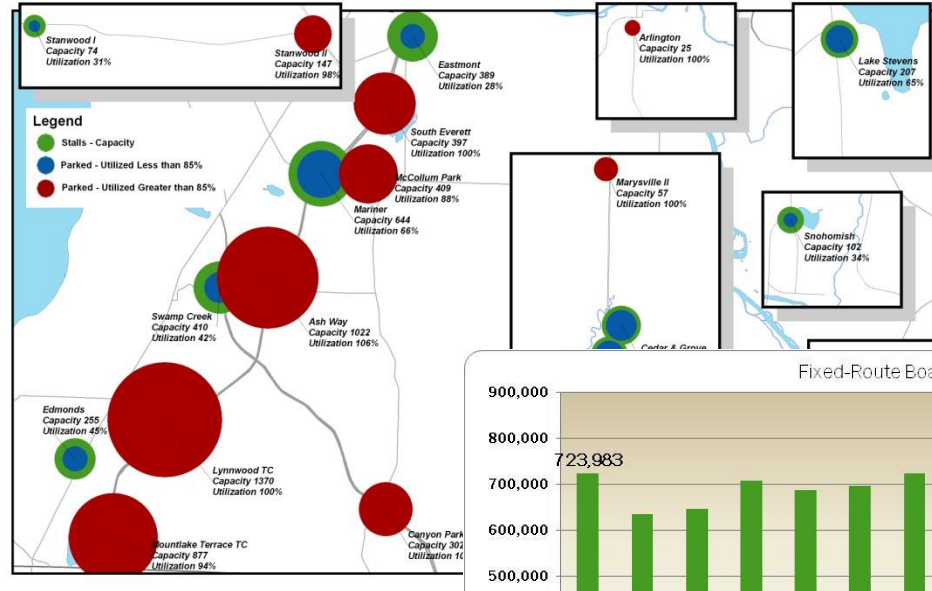 Stanwood I
Capacity 74
Utilization 31%
Stanwood II
Capacity 147
Utilization 98%
Eastmont
Capacity 389
Utilization 28%
Arlington
Capacity 25
Utilization 100%
Lake Stevens
Capacity 207
Utilization 65%
Legend
Stalls - Capacity
Parked - Utilized Less than 85%
Parked - Utilized Greater than 85%
South Everett
Capacity 397
Utilization 100%
McCollum Park
Capacity 409
Utilization 88%
Mariner
Capacity 644
Utilization 66%
Marysville II
Capacity 57
Utilization 100%
Snohomish
Capacity 102
Utilization 34%
Swamp Creek
Capacity 410
Utilization 42%
Ash Way
Capacity 1022
Utilization 106%
Cedar & Grove
Edmonds
Capacity 255
Utilization 45%
Lynnwood TC
Capacity 1370
Utilization 100%
Mountlake Terrace TC
Capacity 877
Utilization 94%
Canyon Park
Capacity 302
Utilization
Fixed-Route
900,000
800,000
723,983
700,000
600,000
500,000